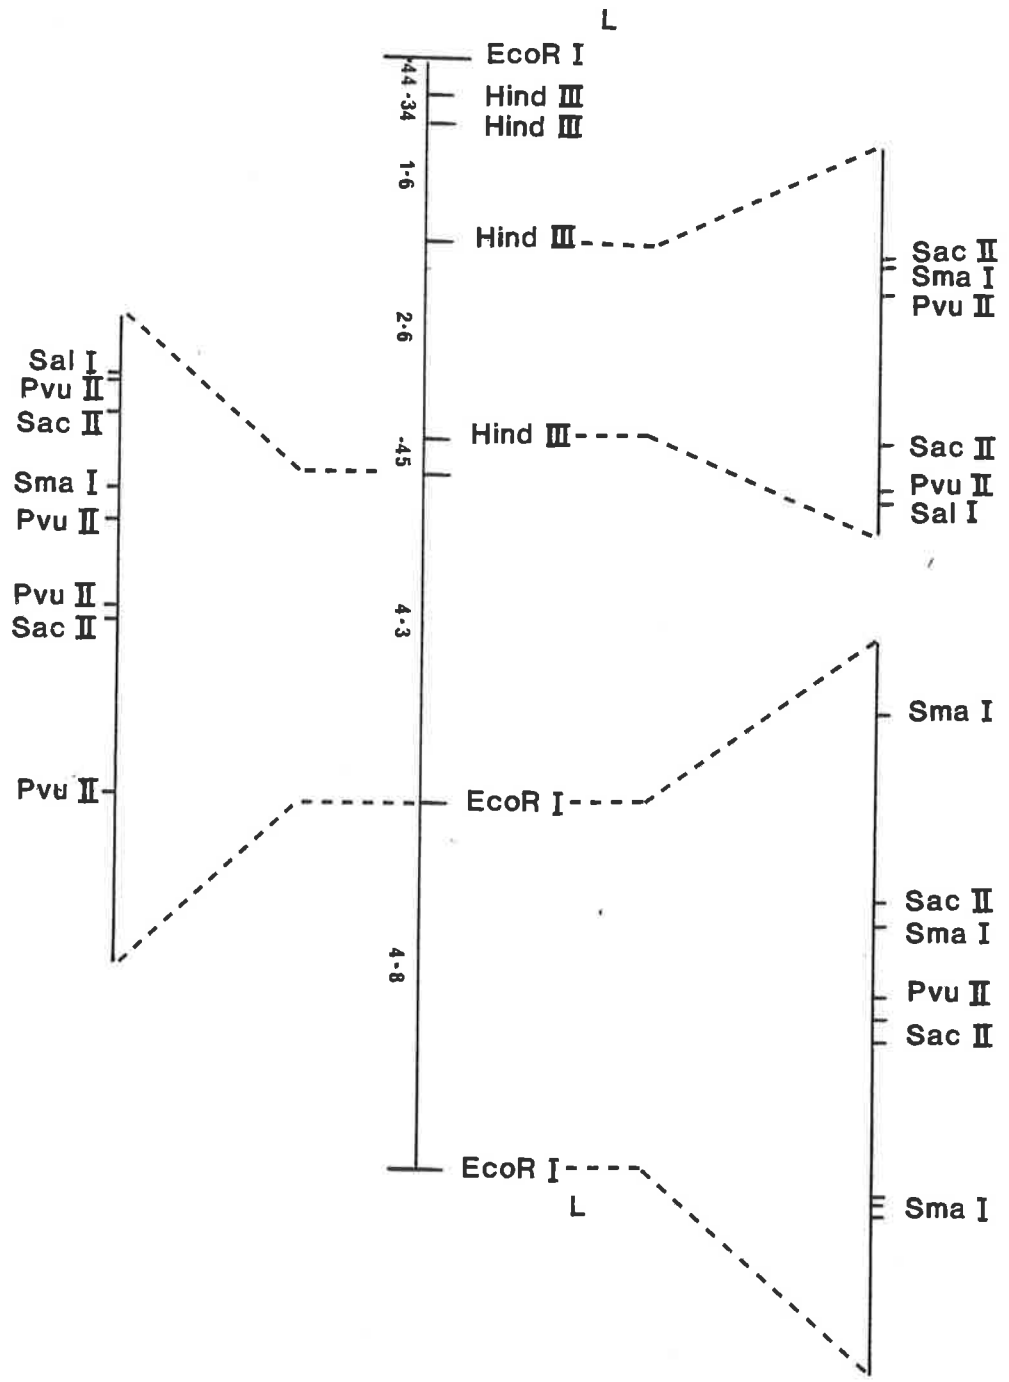 L
EcoR I
·44
·34
Hind III
Hind III
1·6
Hind III
2·6
Hind III
·45
4·3
EcoR I
4·8
EcoR I
L
Sal I
Pvu II
Sac II
Sma I
Pvu II
Pvu II
Sac II
Pvu II
Sac II
Sma I
Pvu II
Sac II
Pvu II
Sal I
Sma I
Sac II
Sma I
Pvu II
Sac II
Sma I